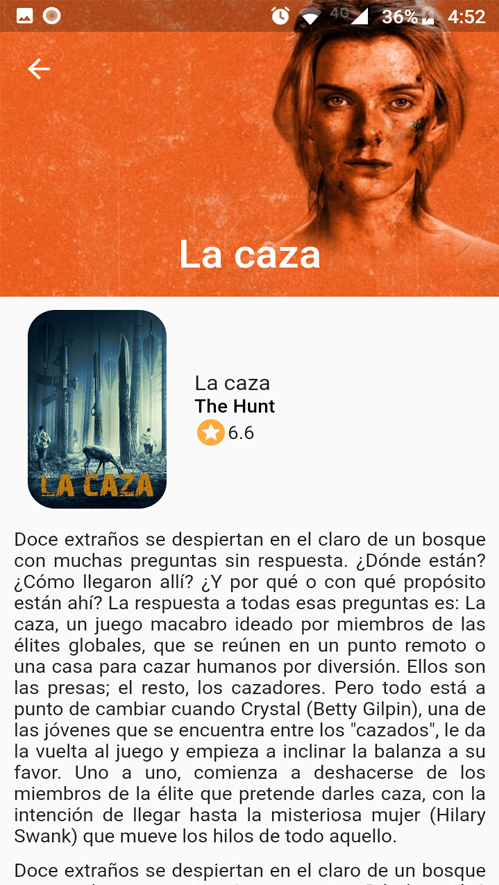 4G 36% 4:52
La caza
La caza
The Hunt
6.6
LA CAZA
Doce extraños se despiertan en el claro de un bosque
con muchas preguntas sin respuesta. ¿Dónde están?
¿Cómo llegaron allí? ¿Y por qué o con qué propósito
están ahí? La respuesta a todas esas preguntas es: La
caza, un juego macabro ideado por miembros de las
élites globales, que se reúnen en un punto remoto o
una casa para cazar humanos por diversión. Ellos son
las presas; el resto, los cazadores. Pero todo está a
punto de cambiar cuando Crystal (Betty Gilpin), una de
las jóvenes que se encuentra entre los "cazados", le da
la vuelta al juego y empieza a inclinar la balanza a su
favor. Uno a uno, comienza a deshacerse de los
miembros de la élite que pretende darles caza, con la
intención de llegar hasta la misteriosa mujer (Hilary
Swank) que mueve los hilos de todo aquello.
Doce extraños se despiertan en el claro de un bosque